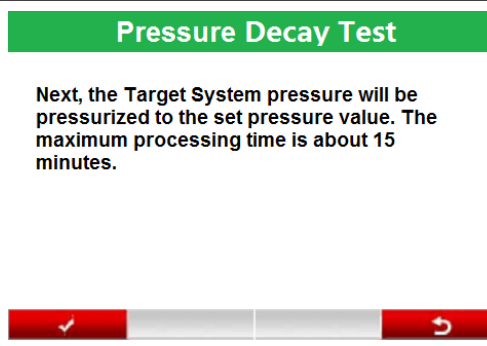 Pressure Decay Test
Next, the Target System pressure will be
pressurized to the set pressure value. The
maximum processing time is about 15
minutes.